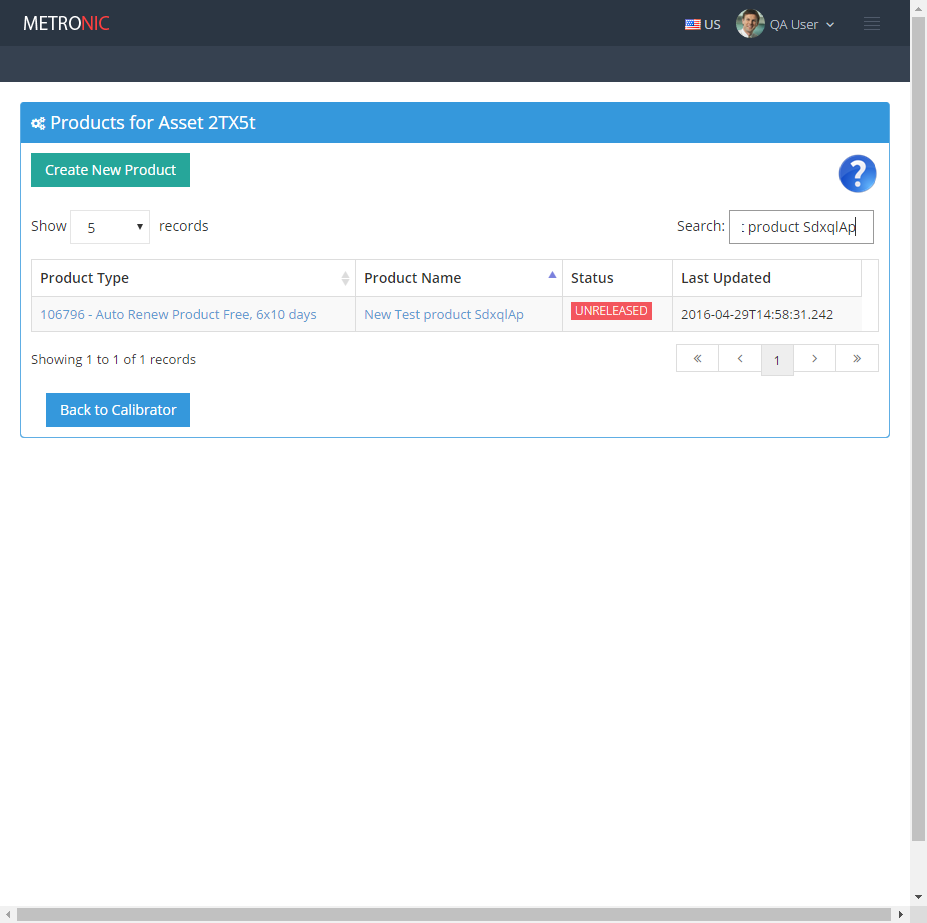 METRONIC
US QA User
Products for Asset 2TX5t
Create New Product
?
Show 5 records Search: product SdxqlAp
Product Type Product Name Status Last Updated
106796 - Auto Renew Product Free, 6x10 days New Test product SdxqlAp UNRELEASED 2016-04-29T14:58:31.242
Showing 1 to 1 of 1 records « ‹ 1 › »
Back to Calibrator